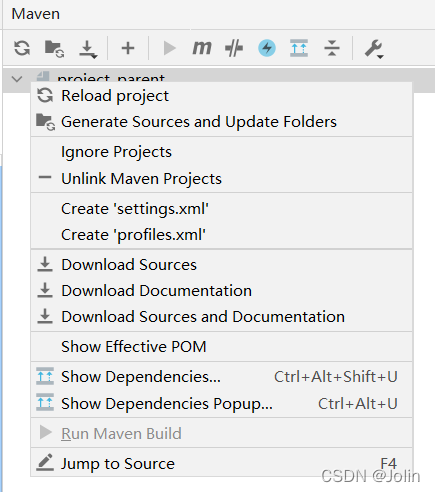 Maven
m
project_parent
Reload project
Generate Sources and Update Folders
Ignore Projects
Unlink Maven Projects
Create 'settings.xml'
Create 'profiles.xml'
Download Sources
Download Documentation
Download Sources and Documentation
Show Effective POM
Show Dependencies... Ctrl+Alt+Shift+U
Show Dependencies Popup... Ctrl+Alt+U
Run Maven Build
Jump to Source F4
CSDN @Jolin